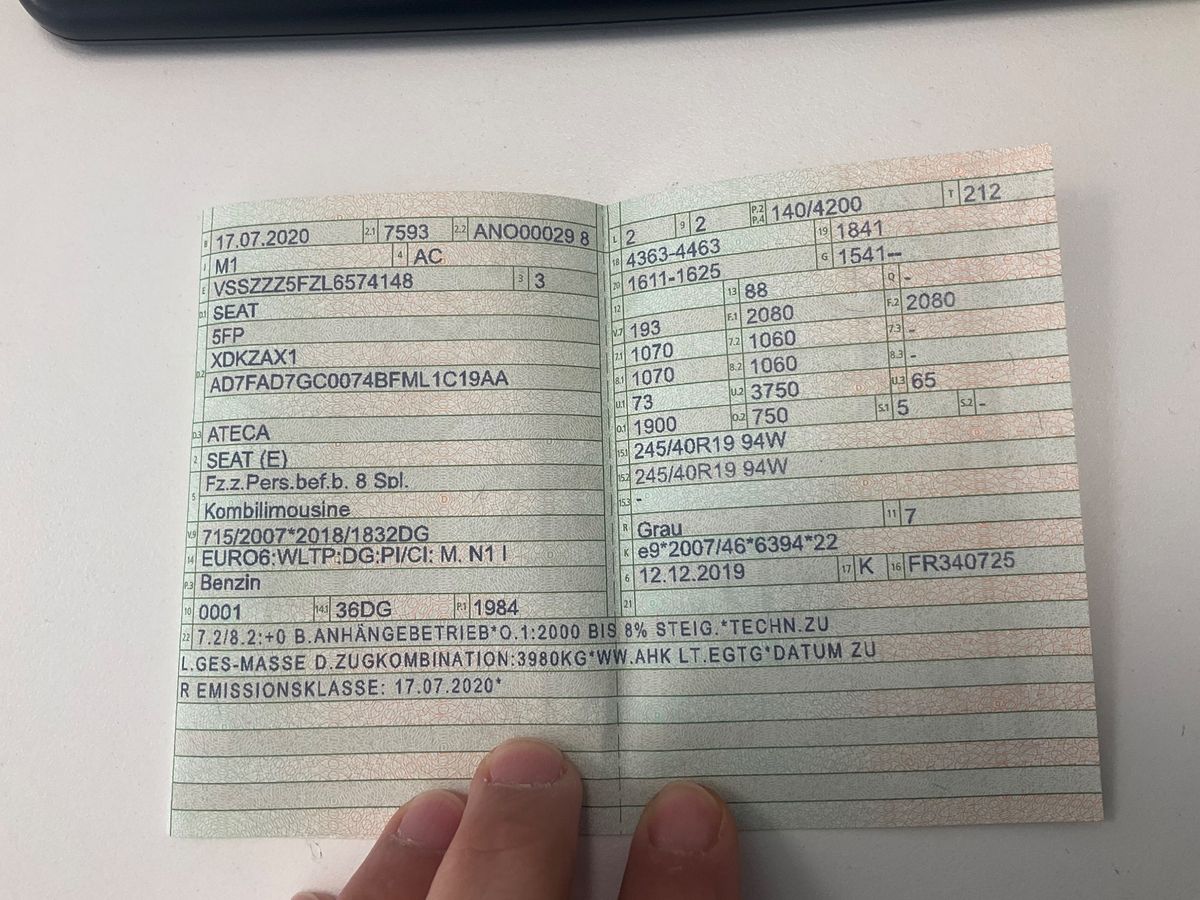 B 17.07.2020 2.1 7593 2.2 ANO00029 8
J M1 4 AC
E VSSZZZ5FZL6574148 3 3
D.1 SEAT
5FP
XDKZAX1
D.2 AD7FAD7GC0074BFML1C19AA
D.3 ATECA
2 SEAT (E)
5 Fz.z.Pers.bef.b. 8 Spl.
Kombilimousine
V.9 715/2007*2018/1832DG
14 EURO6:WLTP:DG:PI/CI: M, N1 I
P.3 Benzin
10 0001 14.1 36DG P.1 1984
L 2 9 2 P.2 P.4 140/4200 T 212
18 4363-4463 19 1841
20 1611-1625 G 1541--
12 13 88 Q -
V.7 193 F.1 2080 F.2 2080
7.1 1070 7.2 1060 7.3 -
8.1 1070 8.2 1060 8.3 -
U.1 73 U.2 3750 U.3 65
O.1 1900 O.2 750 S.1 5 S.2 -
15.1 245/40R19 94W
15.2 245/40R19 94W
15.3 -
R Grau 11 7
K e9*2007/46*6394*22
6 12.12.2019 17 K 16 FR340725
21
22 7.2/8.2:+0 B.ANHÄNGEBETRIEB*O.1:2000 BIS 8% STEIG.*TECHN.ZU
L.GES-MASSE D.ZUGKOMBINATION:3980KG*WW.AHK LT.EGTG*DATUM ZU
R EMISSIONSKLASSE: 17.07.2020*